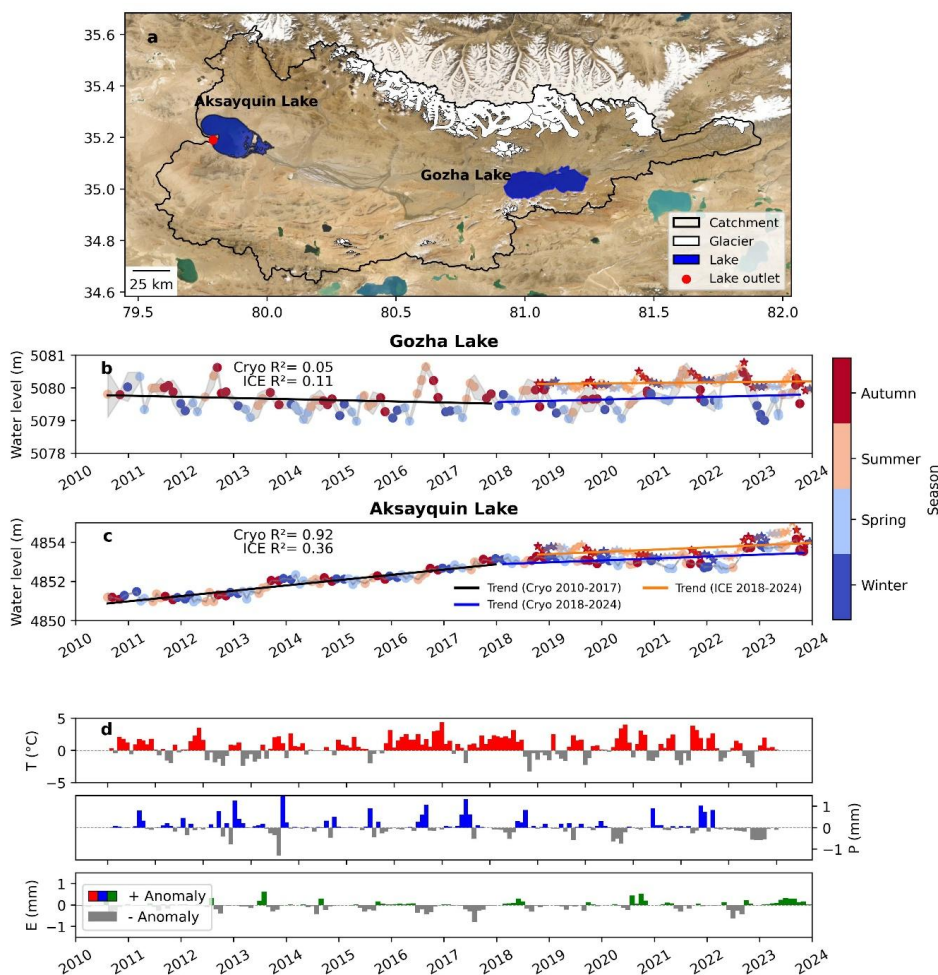 a
35.6
35.4
35.2
35.0
34.8
34.6
Aksayquin Lake
Gozha Lake
Catchment
Glacier
Lake
Lake outlet
25 km
79.5 80.0 80.5 81.0 81.5 82.0
Gozha Lake
b
Cryo R²= 0.05
ICE R²= 0.11
Water level (m)
5081
5080
5079
5078
2010 2011 2012 2013 2014 2015 2016 2017 2018 2019 2020 2021 2022 2023 2024
Aksayquin Lake
c
Cryo R²= 0.92
ICE R²= 0.36
Water level (m)
4854
4852
4850
Trend (Cryo 2010-2017)
Trend (ICE 2018-2024)
Trend (Cryo 2018-2024)
2010 2011 2012 2013 2014 2015 2016 2017 2018 2019 2020 2021 2022 2023 2024
Autumn
Summer
Spring
Winter
Season
d
T (°C)
5
0
−5
P (mm)
1
0
−1
E (mm)
1
0
−1
+ Anomaly
- Anomaly
2010 2011 2012 2013 2014 2015 2016 2017 2018 2019 2020 2021 2022 2023 2024